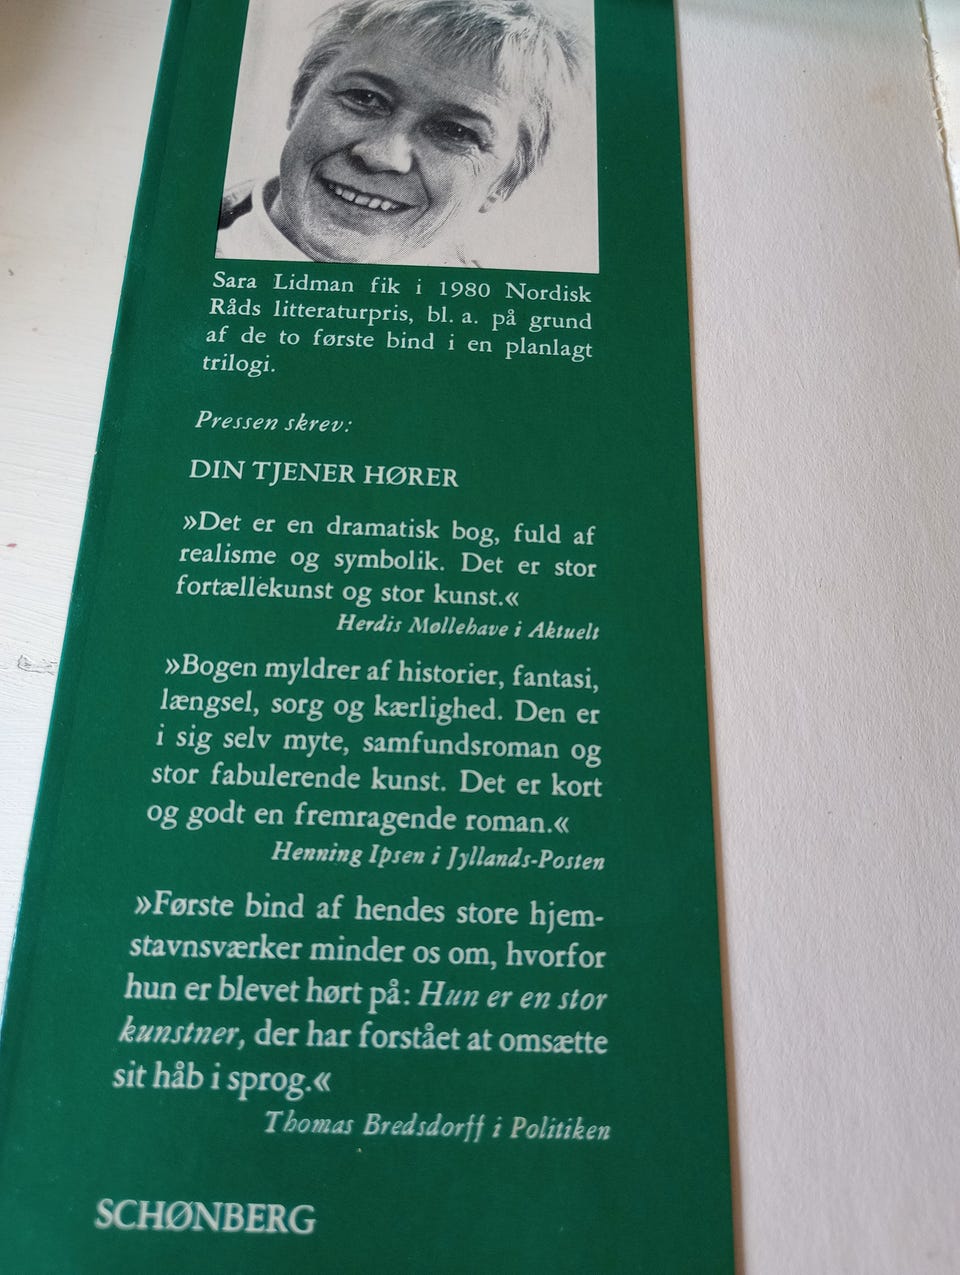 Sara Lidman fik i 1980 Nordisk
Råds litteraturpris, bl. a. på grund
af de to første bind i en planlagt
trilogi.
Pressen skrev:
DIN TJENER HØRER
»Det er en dramatisk bog, fuld af
realisme og symbolik. Det er stor
fortællekunst og stor kunst.«
Herdis Møllehave i Aktuelt
»Bogen myldrer af historier, fantasi,
længsel, sorg og kærlighed. Den er
i sig selv myte, samfundsroman og
stor fabulerende kunst. Det er kort
og godt en fremragende roman.«
Henning Ipsen i Jyllands-Posten
»Første bind af hendes store hjem-
stavnsværker minder os om, hvorfor
hun er blevet hørt på: Hun er en stor
kunstner, der har forstået at omsætte
sit håb i sprog.«
Thomas Bredsdorff i Politiken
SCHØNBERG